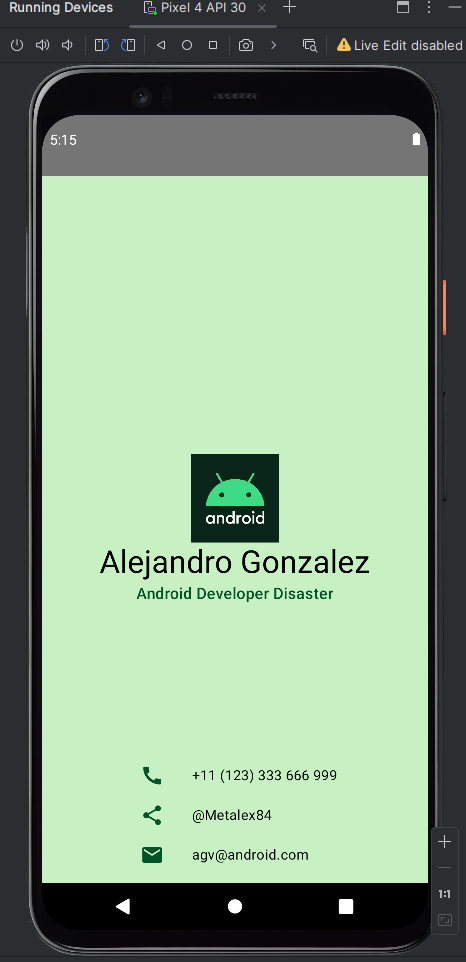 Running Devices
Pixel 4 API 30
Live Edit disabled
5:15
android
Alejandro Gonzalez
Android Developer Disaster
+11 (123) 333 666 999
@Metalex84
agv@android.com
1:1